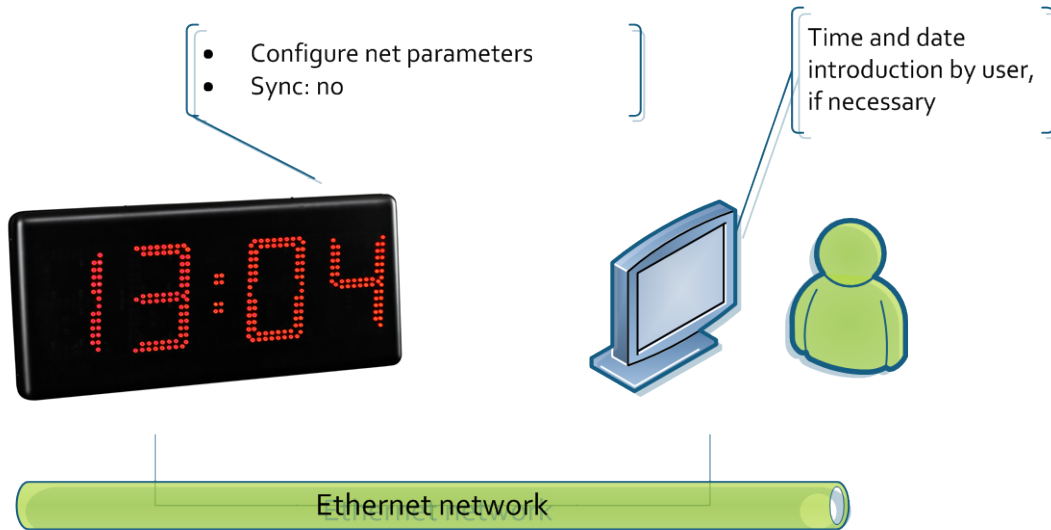 • Configure net parameters
• Sync: no
Time and date
introduction by user,
if necessary
13:04
Ethernet network